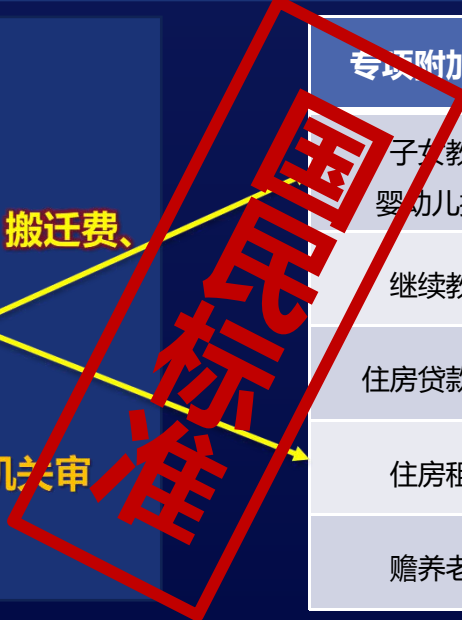 搬迁费、
机关审
国民标准
专项附加
子女教
婴幼儿
继续教
住房贷款
住房租
赡养老